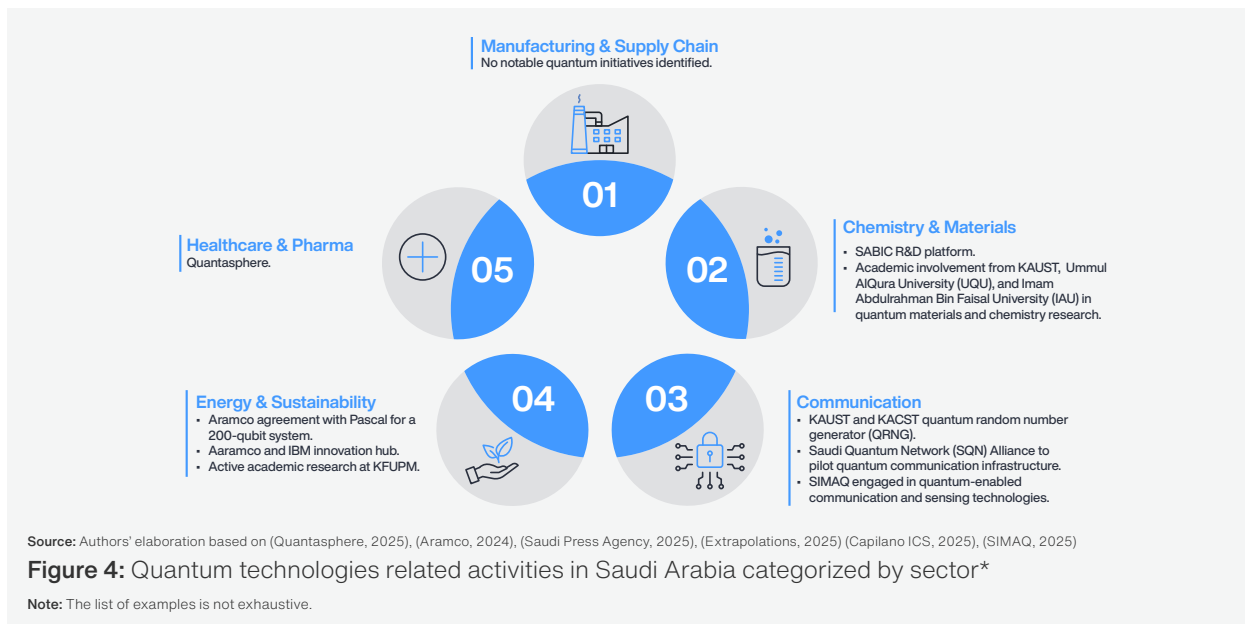 Manufacturing & Supply Chain
No notable quantum initiatives identified.
01
Chemistry & Materials
• SABIC R&D platform.
• Academic involvement from KAUST, Ummul
AlQura University (UQU), and Imam
Abdulrahman Bin Faisal University (IAU) in
quantum materials and chemistry research.
02
Communication
• KAUST and KACST quantum random number
generator (QRNG).
• Saudi Quantum Network (SQN) Alliance to
pilot quantum communication infrastructure.
• SIMAQ engaged in quantum-enabled
communication and sensing technologies.
03
Energy & Sustainability
• Aramco agreement with Pascal for a
200-qubit system.
• Aaramco and IBM innovation hub.
• Active academic research at KFUPM.
04
Healthcare & Pharma
Quantasphere.
05
Source: Authors' elaboration based on (Quantasphere, 2025), (Aramco, 2024), (Saudi Press Agency, 2025), (Extrapolations, 2025) (Capilano ICS, 2025), (SIMAQ, 2025)
Figure 4: Quantum technologies related activities in Saudi Arabia categorized by sector*
Note: The list of examples is not exhaustive.